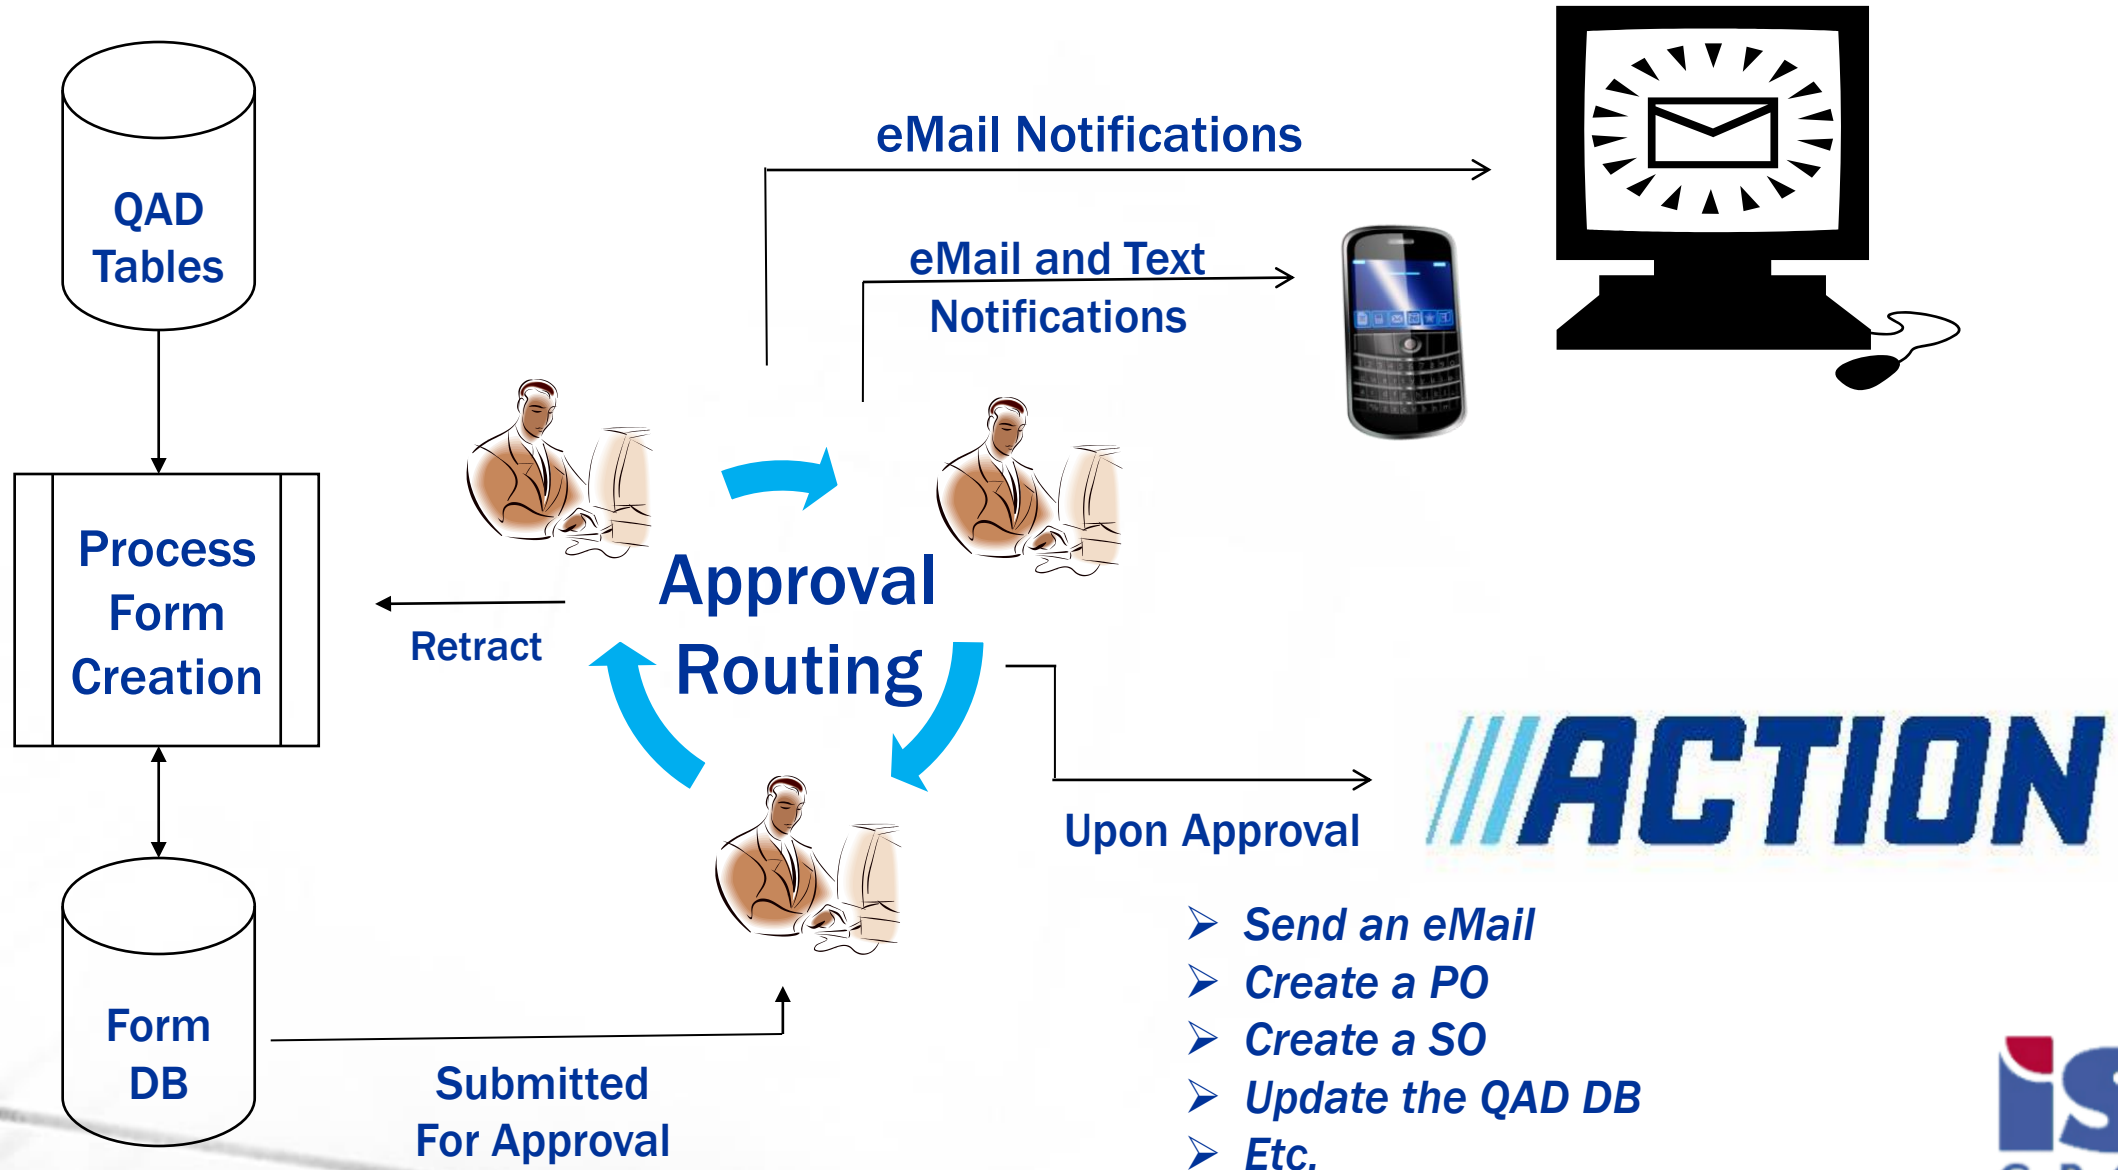 QAD
Tables
eMail Notifications
eMail and Text
Notifications
Process
Form
Creation
Retract
Approval
Routing
Upon Approval
ACTION
Form
DB
Submitted
For Approval
➢ Send an eMail
➢ Create a PO
➢ Create a SO
➢ Update the QAD DB
➢ Etc.